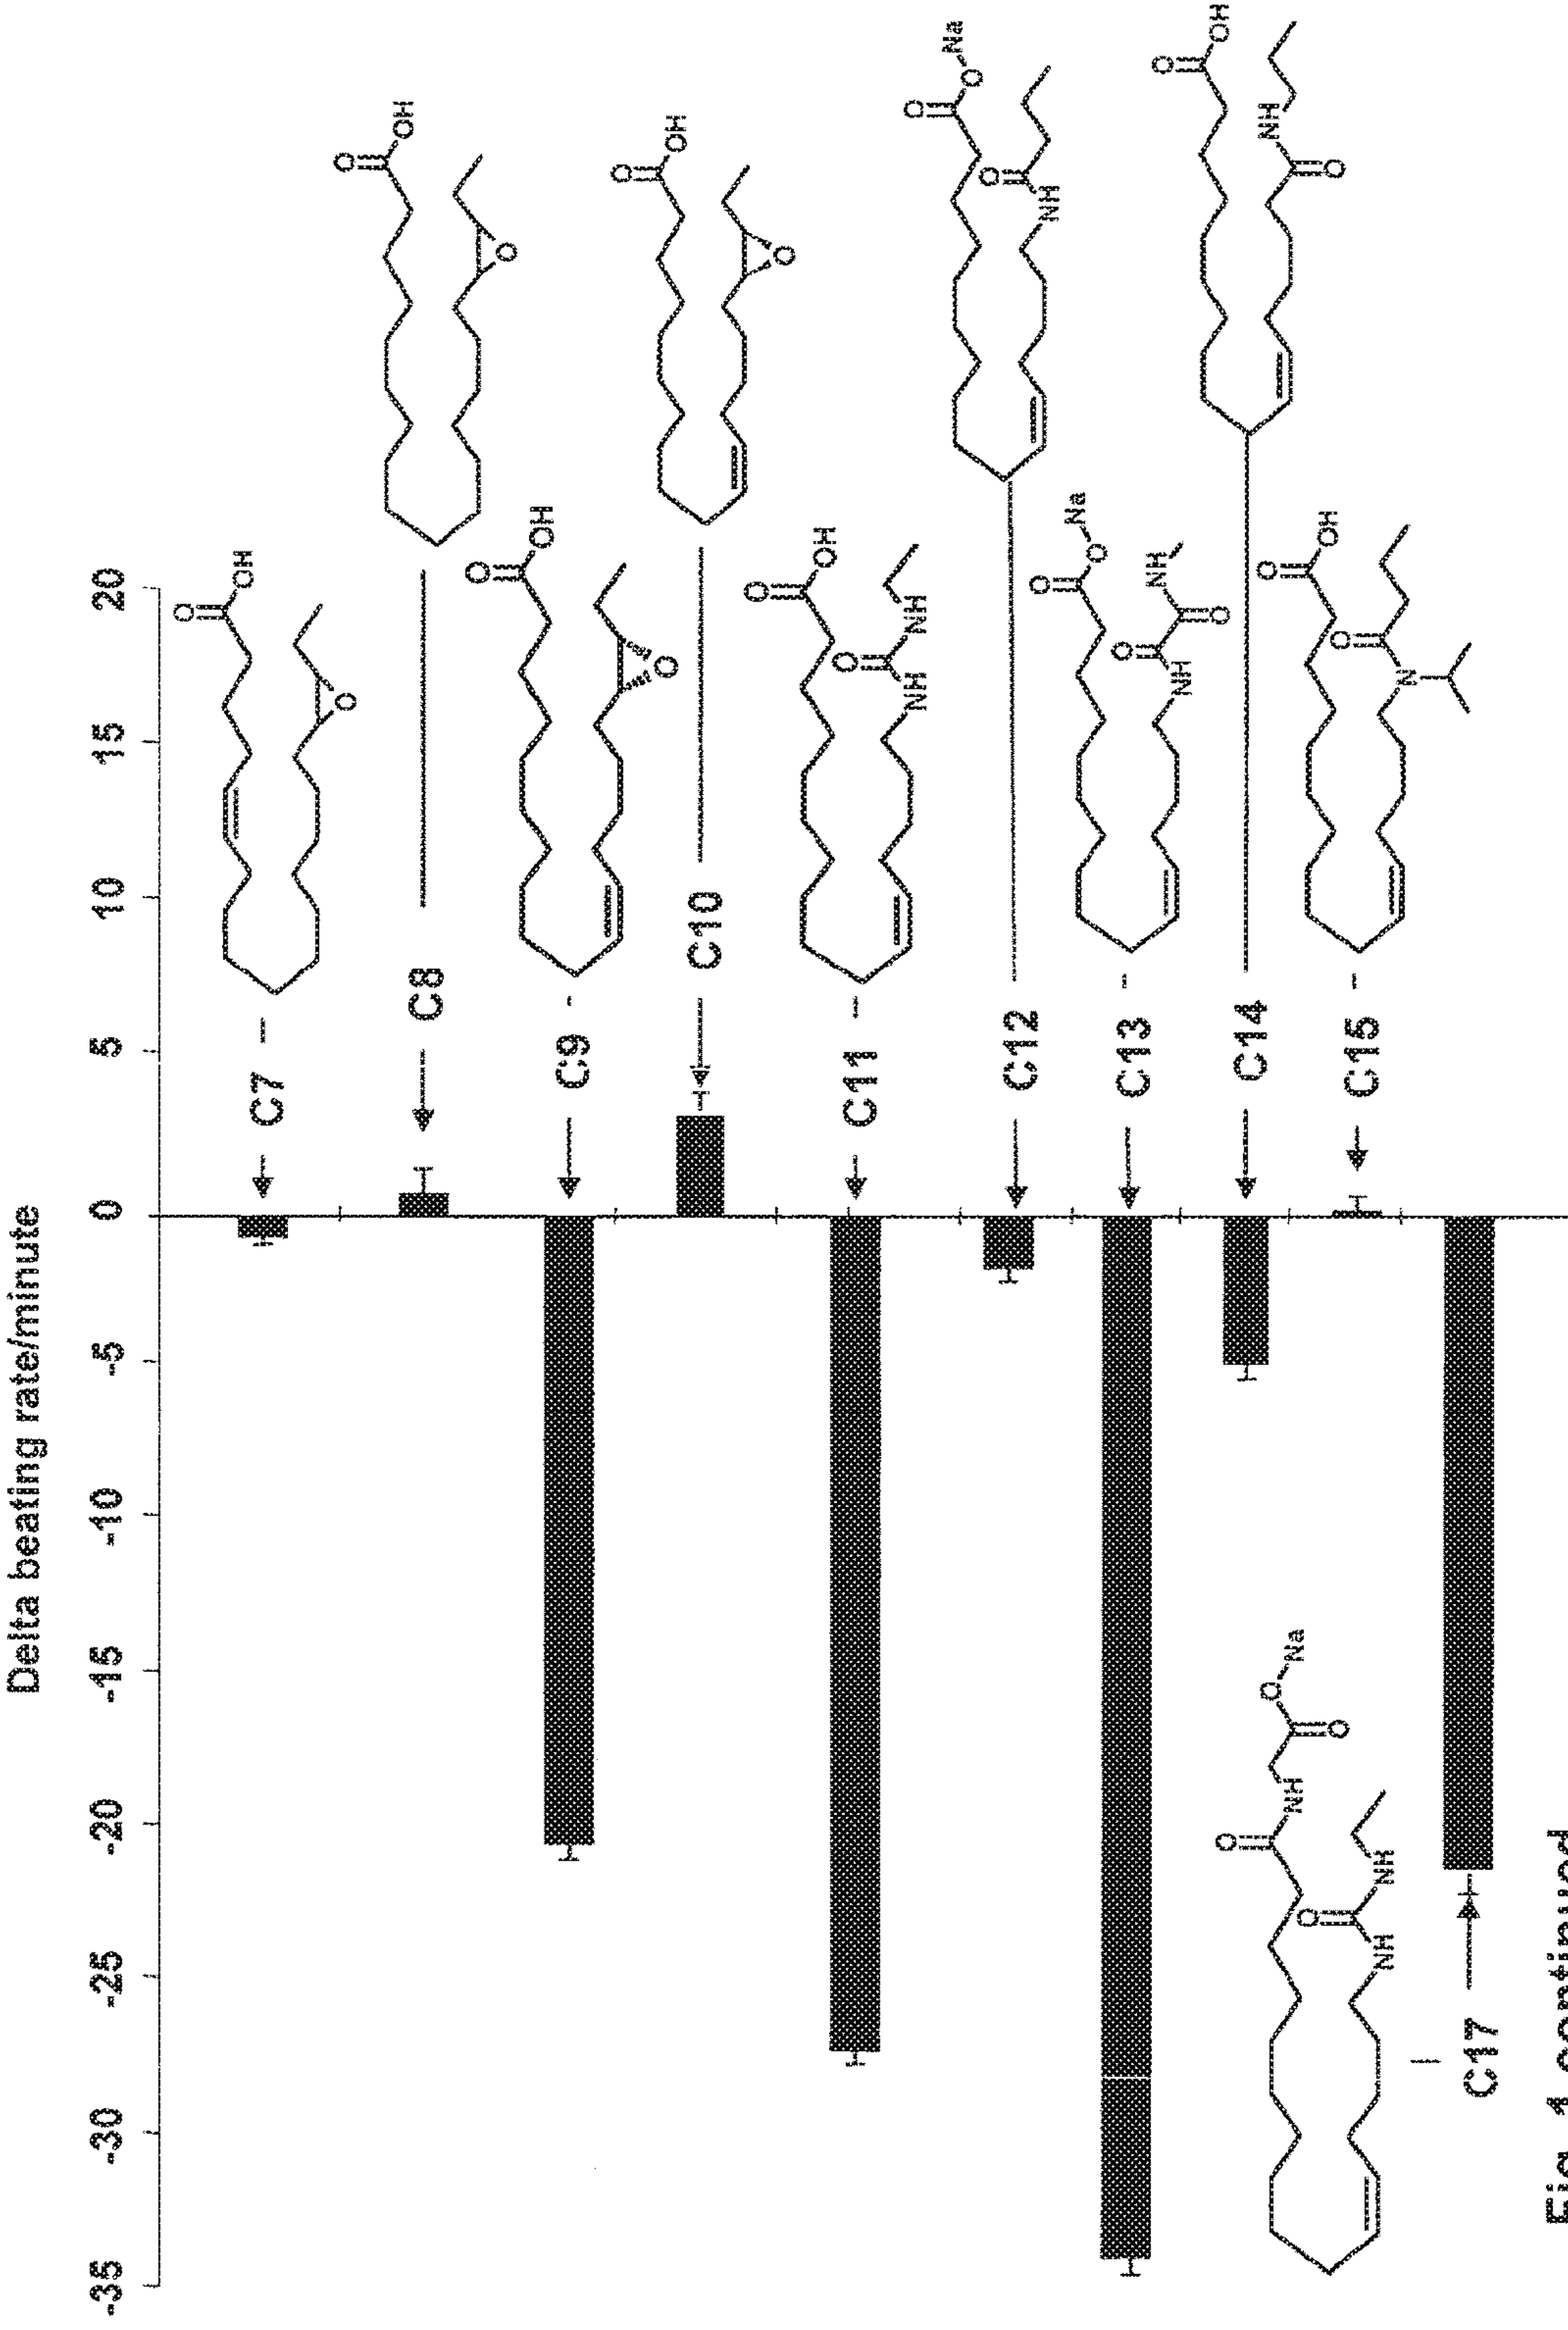 Delta beating rate/minute
20
15
10
5
0
-5
-10
-15
-20
-25
-30
-35
O
OH
O
C7
O
OH
O
C8
O
OH
O
C9
O
OH
O
C10
O
OH
O
NH
NH
C11
O
O
Na
O
NH
C12
O
O
Na
NH
O
O
NH
C13
O
OH
NH
O
C14
O
OH
O
N
C15
O
Na
O
NH
O
NH
O
NH
C17
Fig. 1 continued